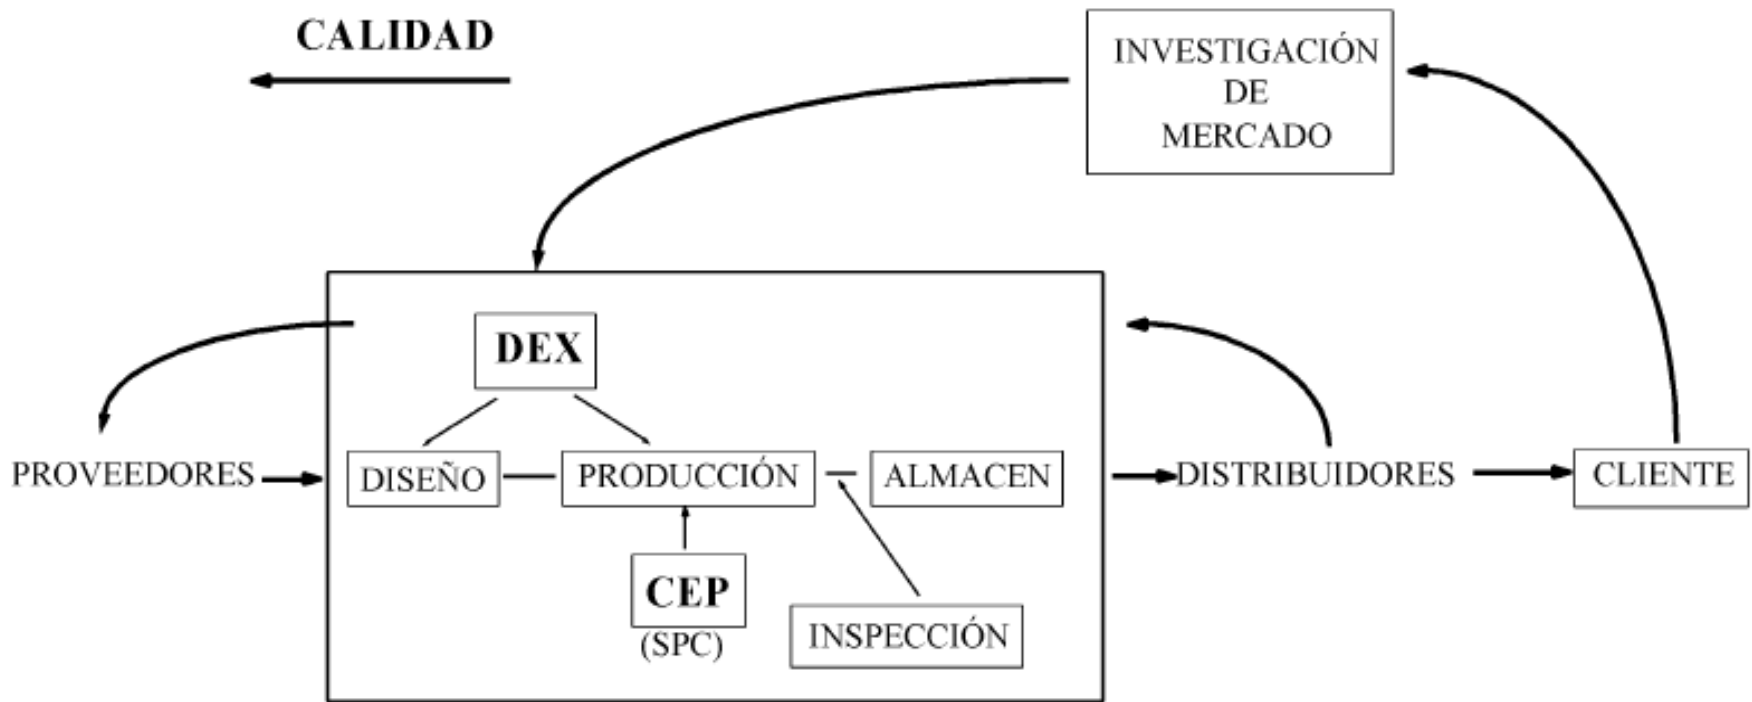 CALIDAD
INVESTIGACIÓN
DE
MERCADO
DEX
PROVEEDORES
DISEÑO
PRODUCCIÓN
ALMACEN
DISTRIBUIDORES
CLIENTE
CEP
(SPC)
INSPECCIÓN